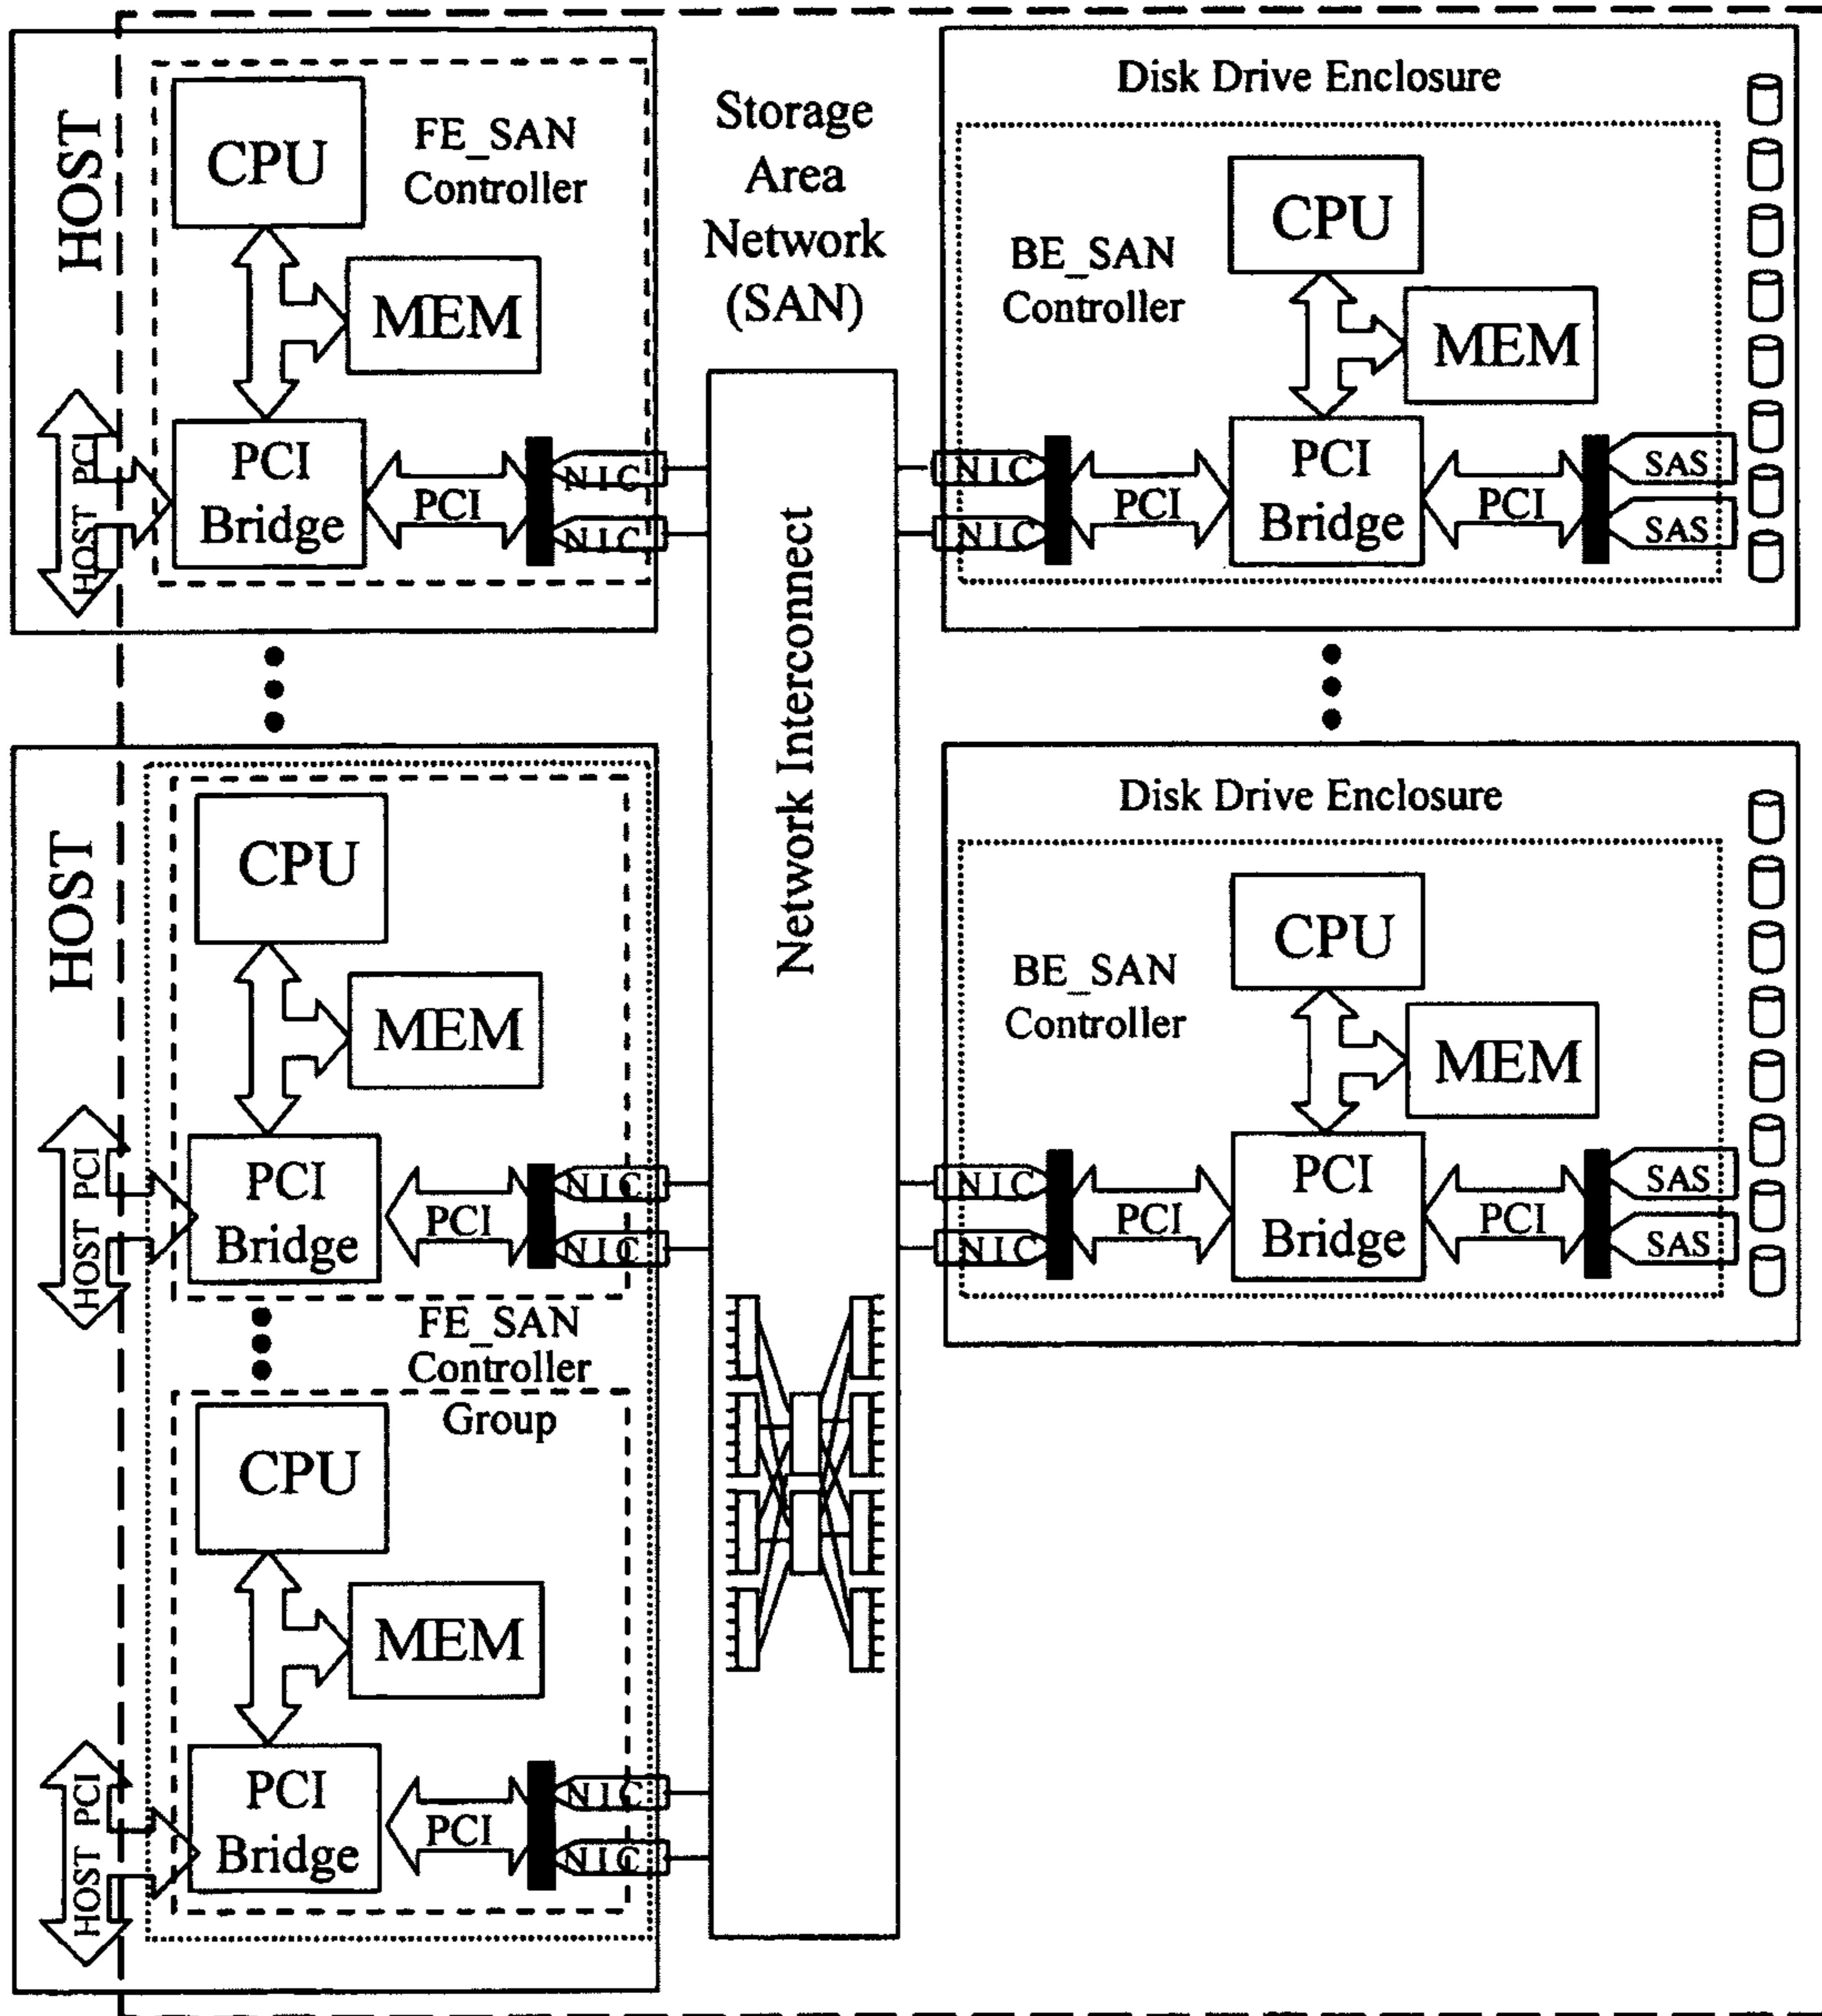 HOST
CPU
FE_SAN
Controller
MEM
HOST PCI
PCI
Bridge
PCI
NIC
NIC
Storage
Area
Network
(SAN)
Network Interconnect
Disk Drive Enclosure
CPU
BE_SAN
Controller
MEM
NIC
NIC
PCI
PCI
Bridge
PCI
SAS
SAS
HOST
CPU
MEM
HOST PCI
PCI
Bridge
PCI
NIC
NIC
FE_SAN
Controller
Group
CPU
MEM
HOST PCI
PCI
Bridge
PCI
NIC
NIC
Disk Drive Enclosure
CPU
BE_SAN
Controller
MEM
NIC
NIC
PCI
PCI
Bridge
PCI
SAS
SAS